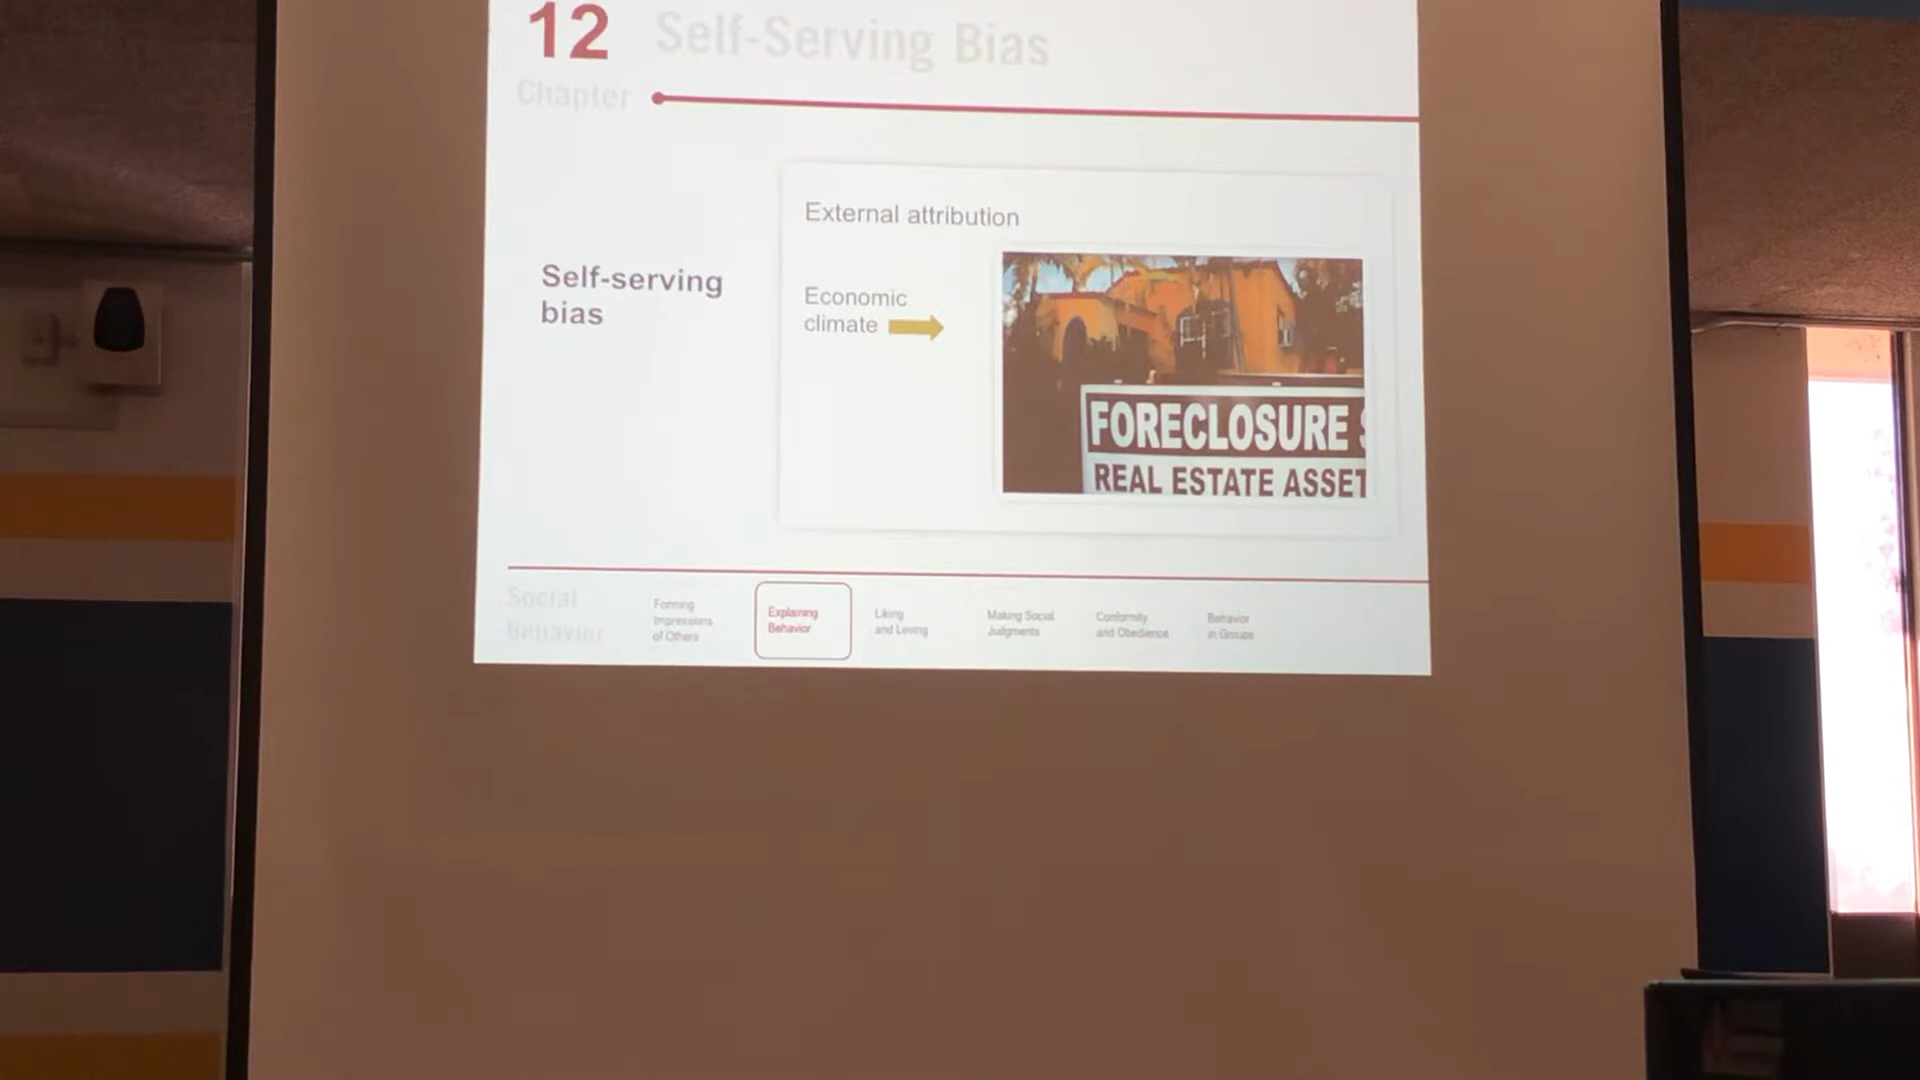 12 Self-Serving Bias
Chapter
External attribution
Self-serving
bias
Economic
climate
FORECLOSURE
REAL ESTATE ASSET
Social
Behavior
Forming
Impressions
of Others
Explaining
Behavior
Liking
and Loving
Making Social
Judgments
Conformity
and Obedience
Behavior
in Groups